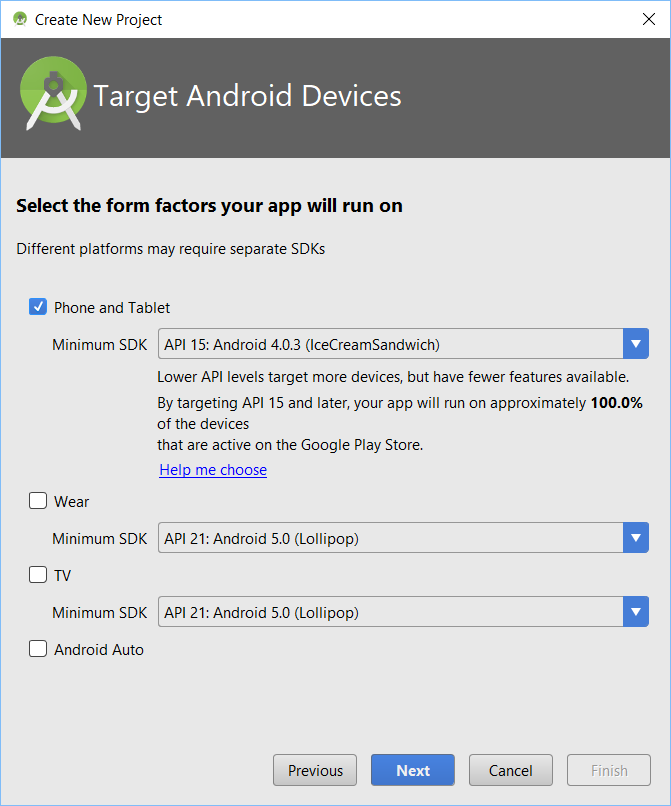 Create New Project
Target Android Devices
Select the form factors your app will run on
Different platforms may require separate SDKs
Phone and Tablet
Minimum SDK API 15: Android 4.0.3 (IceCreamSandwich)
Lower API levels target more devices, but have fewer features available.
By targeting API 15 and later, your app will run on approximately 100.0%
of the devices
that are active on the Google Play Store.
Help me choose
Wear
Minimum SDK API 21: Android 5.0 (Lollipop)
TV
Minimum SDK API 21: Android 5.0 (Lollipop)
Android Auto
Previous Next Cancel Finish